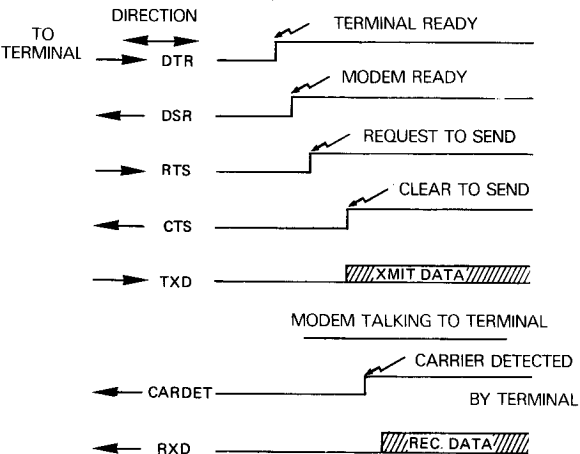 DIRECTION
TO
TERMINAL
TERMINAL READY
DTR
MODEM READY
DSR
REQUEST TO SEND
RTS
CLEAR TO SEND
CTS
XMIT DATA
TXD
MODEM TALKING TO TERMINAL
CARRIER DETECTED
CARDET
BY TERMINAL
REC. DATA
RXD